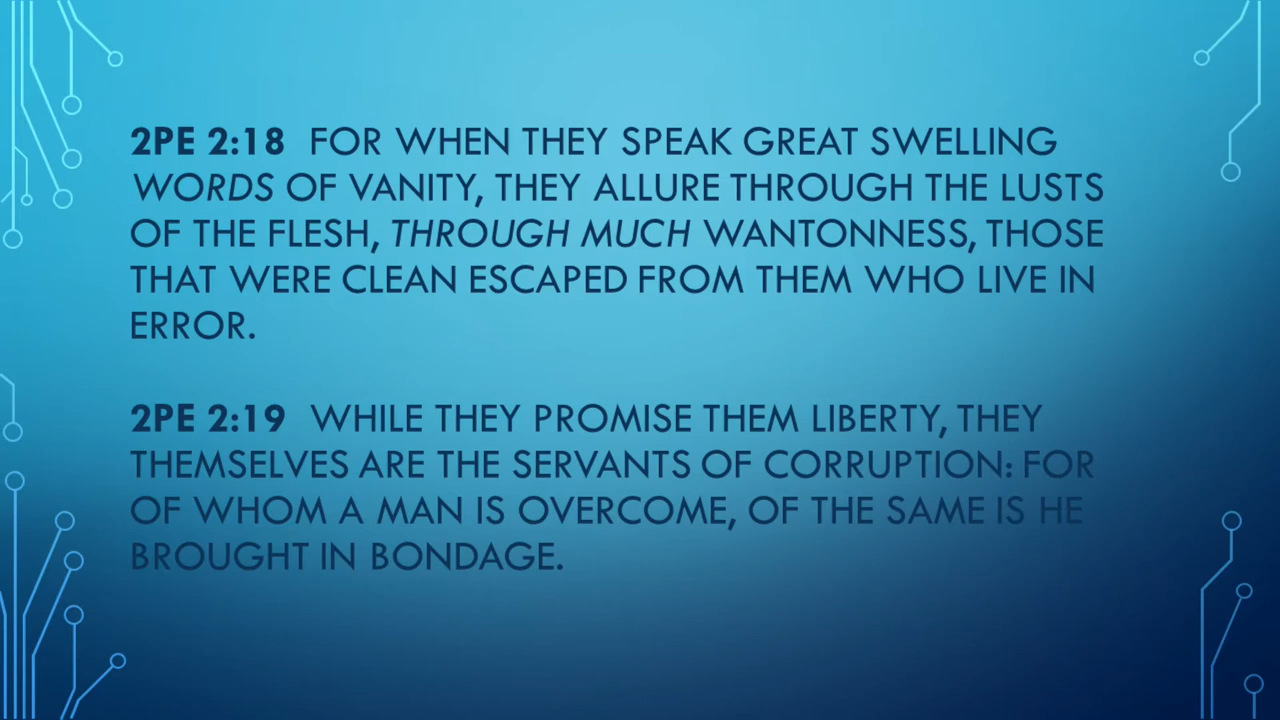 2PE 2:18 FOR WHEN THEY SPEAK GREAT SWELLING
WORDS OF VANITY, THEY ALLURE THROUGH THE LUSTS
OF THE FLESH, THROUGH MUCH WANTONNESS, THOSE
THAT WERE CLEAN ESCAPED FROM THEM WHO LIVE IN
ERROR.
2PE 2:19 WHILE THEY PROMISE THEM LIBERTY, THEY
THEMSELVES ARE THE SERVANTS OF CORRUPTION: FOR
OF WHOM A MAN IS OVERCOME, OF THE SAME IS HE
BROUGHT IN BONDAGE.